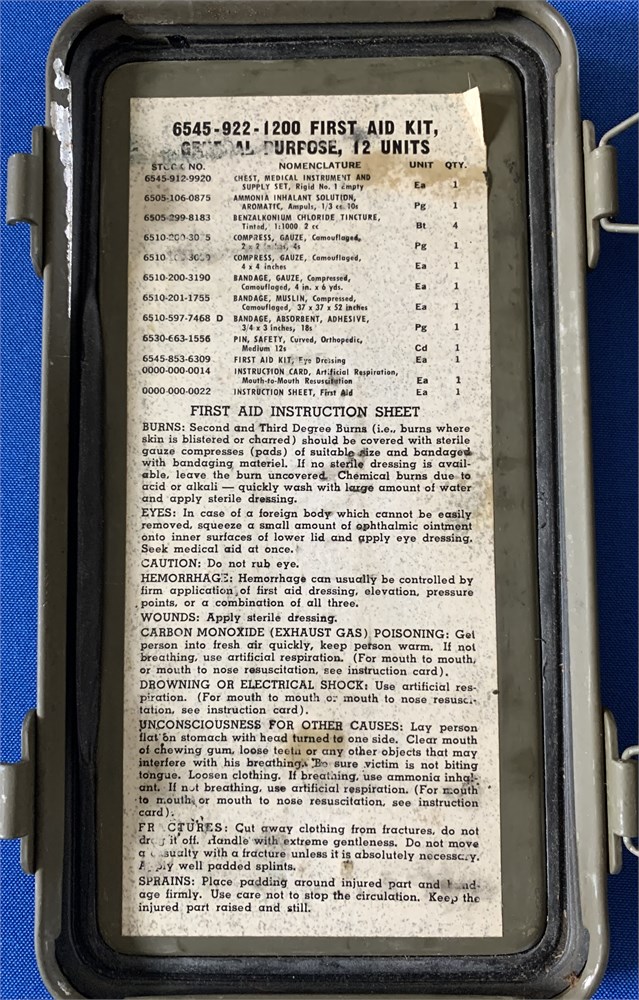 6545-922-1200 FIRST AID KIT,
GENERAL PURPOSE, 12 UNITS
STOCK NO. NOMENCLATURE UNIT QTY.
6545-912-9920 CHEST, MEDICAL INSTRUMENT AND
SUPPLY SET, Rigid No. 1 empty Ea 1
6505-106-0875 AMMONIA INHALANT SOLUTION,
AROMATIC, Ampuls, 1/3 cc 10s Pg 1
6505-299-8183 BENZALKONIUM CHLORIDE TINCTURE,
Tinted, 1:1000 2 cc Bt 4
COMPRESS, GAUZE, Camouflaged,
2 x 2 inches, 4s Pg 1
COMPRESS, GAUZE, Camouflaged,
4 x 4 inches Ea 1
6510-200-3190 BANDAGE, GAUZE, Compressed,
Camouflaged, 4 in. x 6 yds. Ea 1
6510-201-1755 BANDAGE, MUSLIN, Compressed,
Camouflaged, 37 x 37 x 52 inches Ea 1
6510-597-7468 D BANDAGE, ABSORBENT, ADHESIVE,
3/4 x 3 inches, 18s Pg 1
6530-663-1556 PIN, SAFETY, Curved, Orthopedic,
Medium 12s Cd 1
6545-853-6309 FIRST AID KIT, Eye Dressing Ea 1
0000-000-0014 INSTRUCTION CARD, Artificial Respiration,
Mouth-to-Mouth Resuscitation Ea 1
0000-000-0022 INSTRUCTION SHEET, First Aid Ea 1
FIRST AID INSTRUCTION SHEET
BURNS: Second and Third Degree Burns (i.e., burns where
skin is blistered or charred) should be covered with sterile
gauze compresses (pads) of suitable size and bandaged
with bandaging materiel. If no sterile dressing is avail-
able, leave the burn uncovered. Chemical burns due to
acid or alkali — quickly wash with large amount of water
and apply sterile dressing.
EYES: In case of a foreign body which cannot be easily
removed, squeeze a small amount of ophthalmic ointment
onto inner surfaces of lower lid and apply eye dressing.
Seek medical aid at once.
CAUTION: Do not rub eye.
HEMORRHAGE: Hemorrhage can usually be controlled by
firm application of first aid dressing, elevation, pressure
points, or a combination of all three.
WOUNDS: Apply sterile dressing.
CARBON MONOXIDE (EXHAUST GAS) POISONING: Get
person into fresh air quickly, keep person warm. If not
breathing, use artificial respiration. (For mouth to mouth,
or mouth to nose resuscitation, see instruction card).
DROWNING OR ELECTRICAL SHOCK: Use artificial res-
piration. (For mouth to mouth or mouth to nose resusci-
tation, see instruction card).
UNCONSCIOUSNESS FOR OTHER CAUSES: Lay person
flat on stomach with head turned to one side. Clear mouth
of chewing gum, loose teeth or any other objects that may
interfere with his breathing. Be sure victim is not biting
tongue. Loosen clothing. If breathing, use ammonia inhal-
ant. If not breathing, use artificial respiration. (For mouth
to mouth, or mouth to nose resuscitation, see instruction
card).
FRACTURES: Cut away clothing from fractures, do not
drag it off. Handle with extreme gentleness. Do not move
a casualty with a fracture unless it is absolutely necessary.
Apply well padded splints.
SPRAINS: Place padding around injured part and band-
age firmly. Use care not to stop the circulation. Keep the
injured part raised and still.